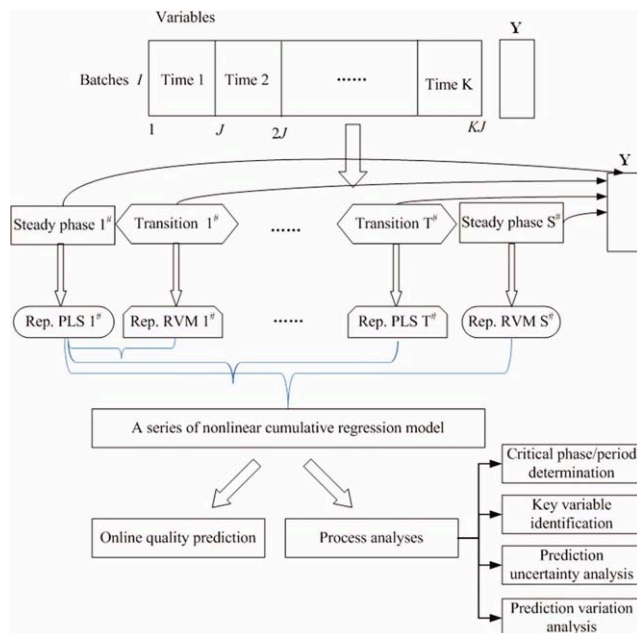 Variables
Y
Batches I
Time 1
Time 2
......
Time K
1
J
2J
KJ
Y
Steady phase 1#
Transition 1#
......
Transition T#
Steady phase S#
Rep. PLS 1#
Rep. RVM 1#
......
Rep. PLS T#
Rep. RVM S#
A series of nonlinear cumulative regression model
Online quality prediction
Process analyses
Critical phase/period
determination
Key variable
identification
Prediction
uncertainty analysis
Prediction variation
analysis